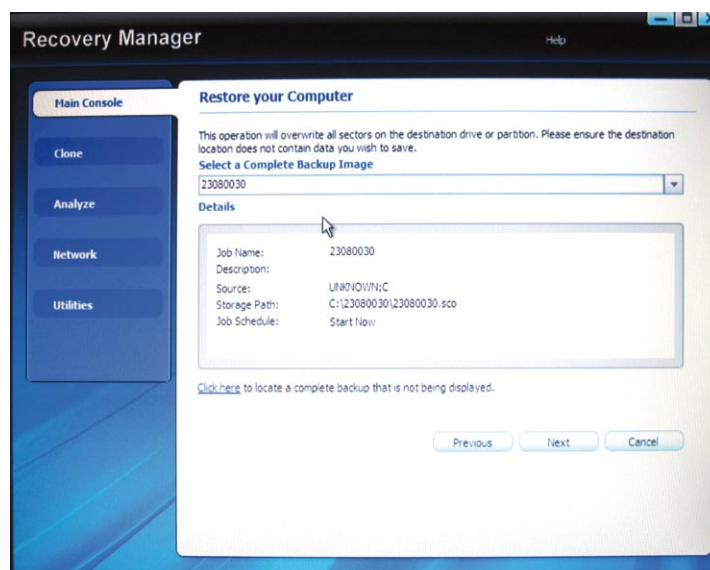 Recovery Manager
Help
Main Console
Clone
Analyze
Network
Utilities
Restore your Computer
This operation will overwrite all sectors on the destination drive or partition. Please ensure the destination
location does not contain data you wish to save.
Select a Complete Backup Image
23080030
Details
Job Name: 23080030
Description:
Source: UNKNOWN;C
Storage Path: C:\23080030\23080030.sco
Job Schedule: Start Now
Click here to locate a complete backup that is not being displayed.
Previous Next Cancel